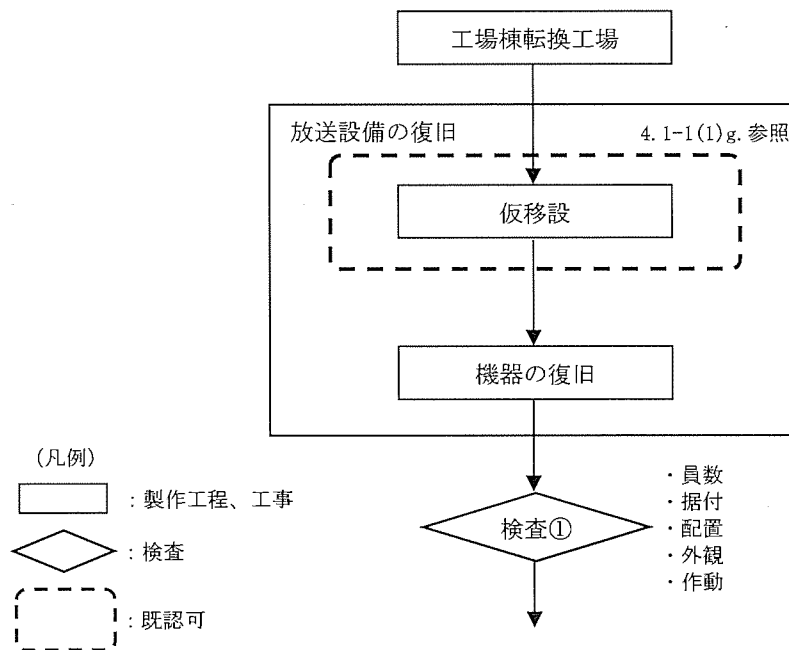 工場棟転換工場
放送設備の復旧
4.1-1(1)g.参照
仮移設
機器の復旧
検査①
・員数
・据付
・配置
・外観
・作動
(凡例)
：製作工程、工事
：検査
：既認可